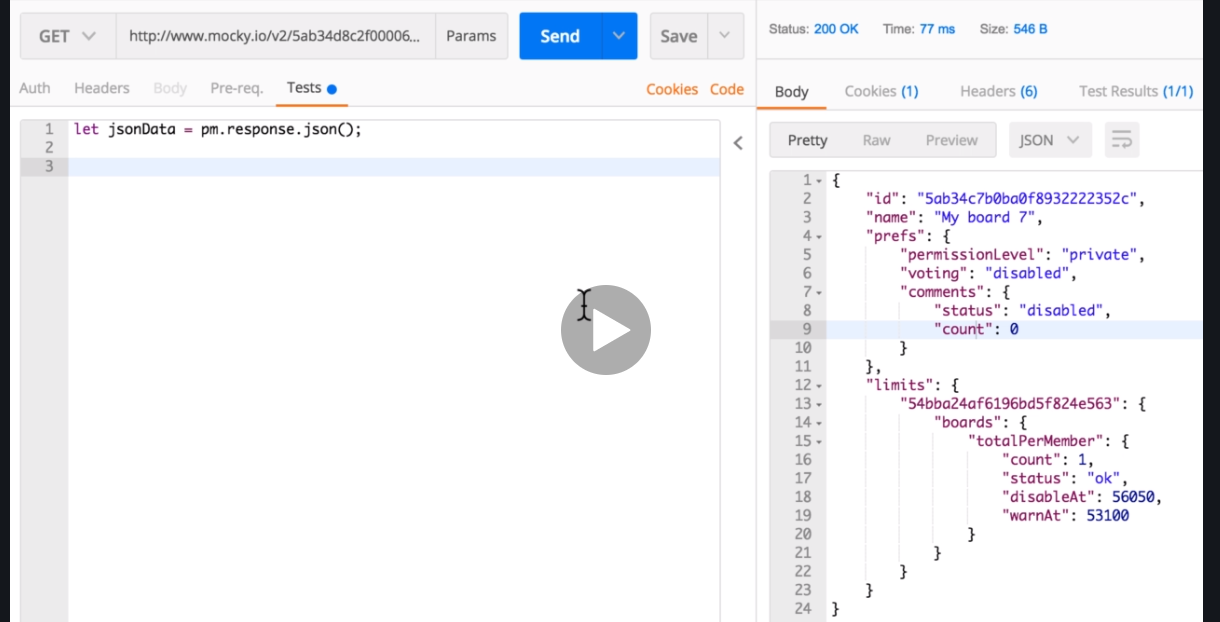 GET http://www.mocky.io/v2/5ab34d8c2f00006... Params Send Save
Status: 200 OK Time: 77 ms Size: 546 B
Auth Headers Body Pre-req. Tests Cookies Code
Body Cookies (1) Headers (6) Test Results (1/1)
Pretty Raw Preview JSON
1 let jsonData = pm.response.json();
2
3
1 {
2 "id": "5ab34c7b0ba0f8932222352c",
3 "name": "My board 7",
4 "prefs": {
5 "permissionLevel": "private",
6 "voting": "disabled",
7 "comments": {
8 "status": "disabled",
9 "count": 0
10 }
11 },
12 "limits": {
13 "54bba24af6196bd5f824e563": {
14 "boards": {
15 "totalPerMember": {
16 "count": 1,
17 "status": "ok",
18 "disableAt": 56050,
19 "warnAt": 53100
20 }
21 }
22 }
23 }
24 }